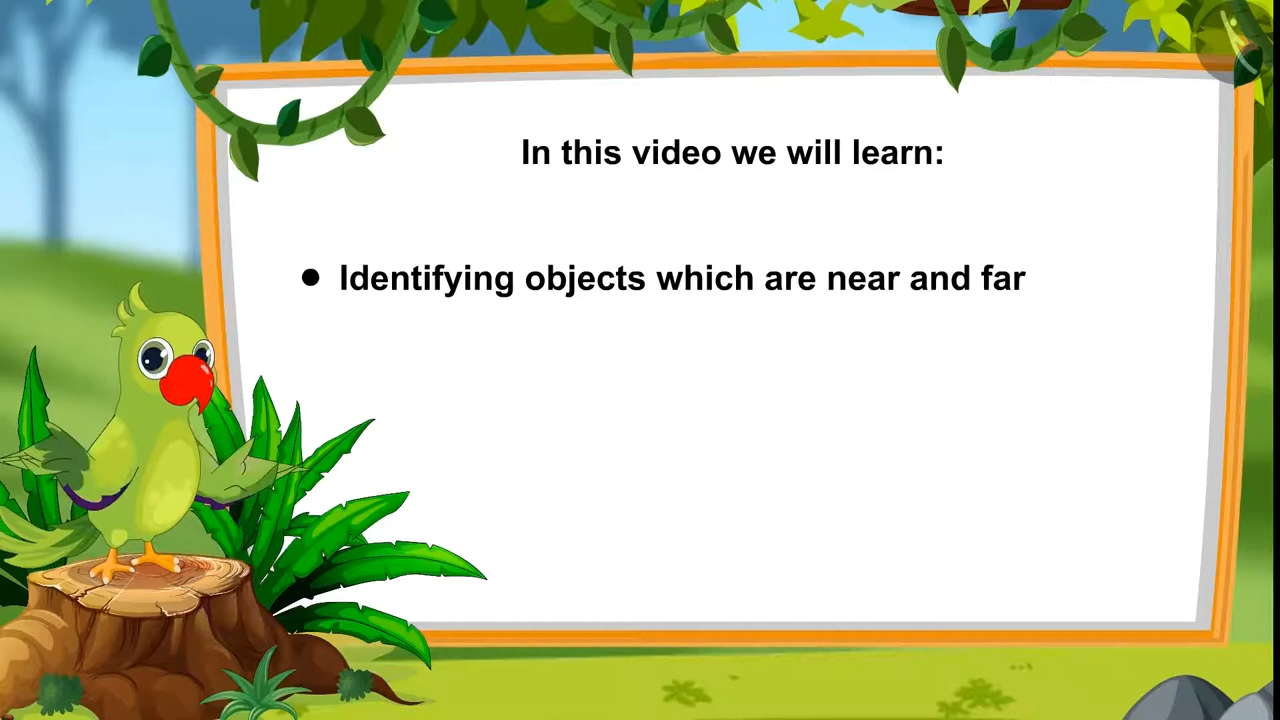 In this video we will learn:
● Identifying objects which are near and far